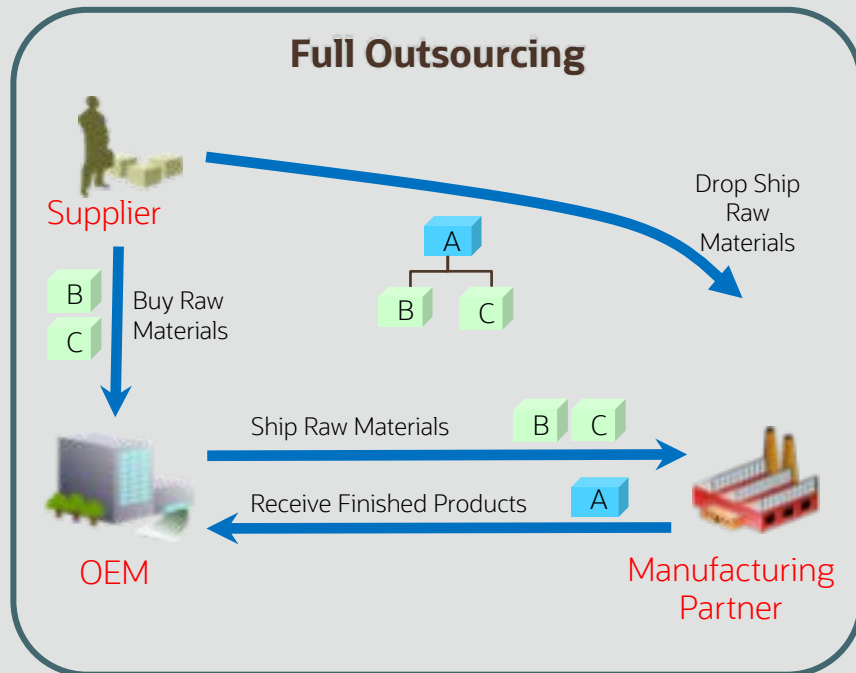 Full Outsourcing
Supplier
Drop Ship
Raw
Materials
A
B
C
B
C
Buy Raw
Materials
Ship Raw Materials
B
C
Receive Finished Products
A
OEM
Manufacturing
Partner